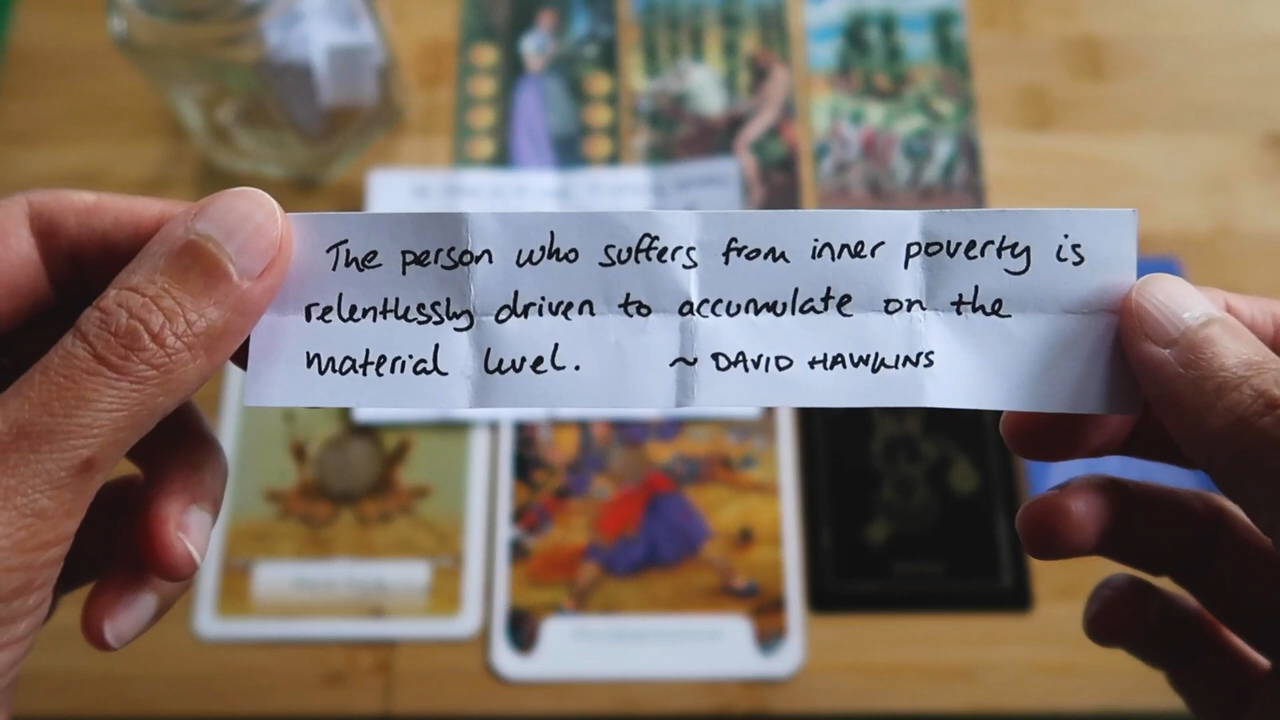 The person who suffers from inner poverty is
relentlessly driven to accumulate on the
material level. ~ DAVID HAWKINS